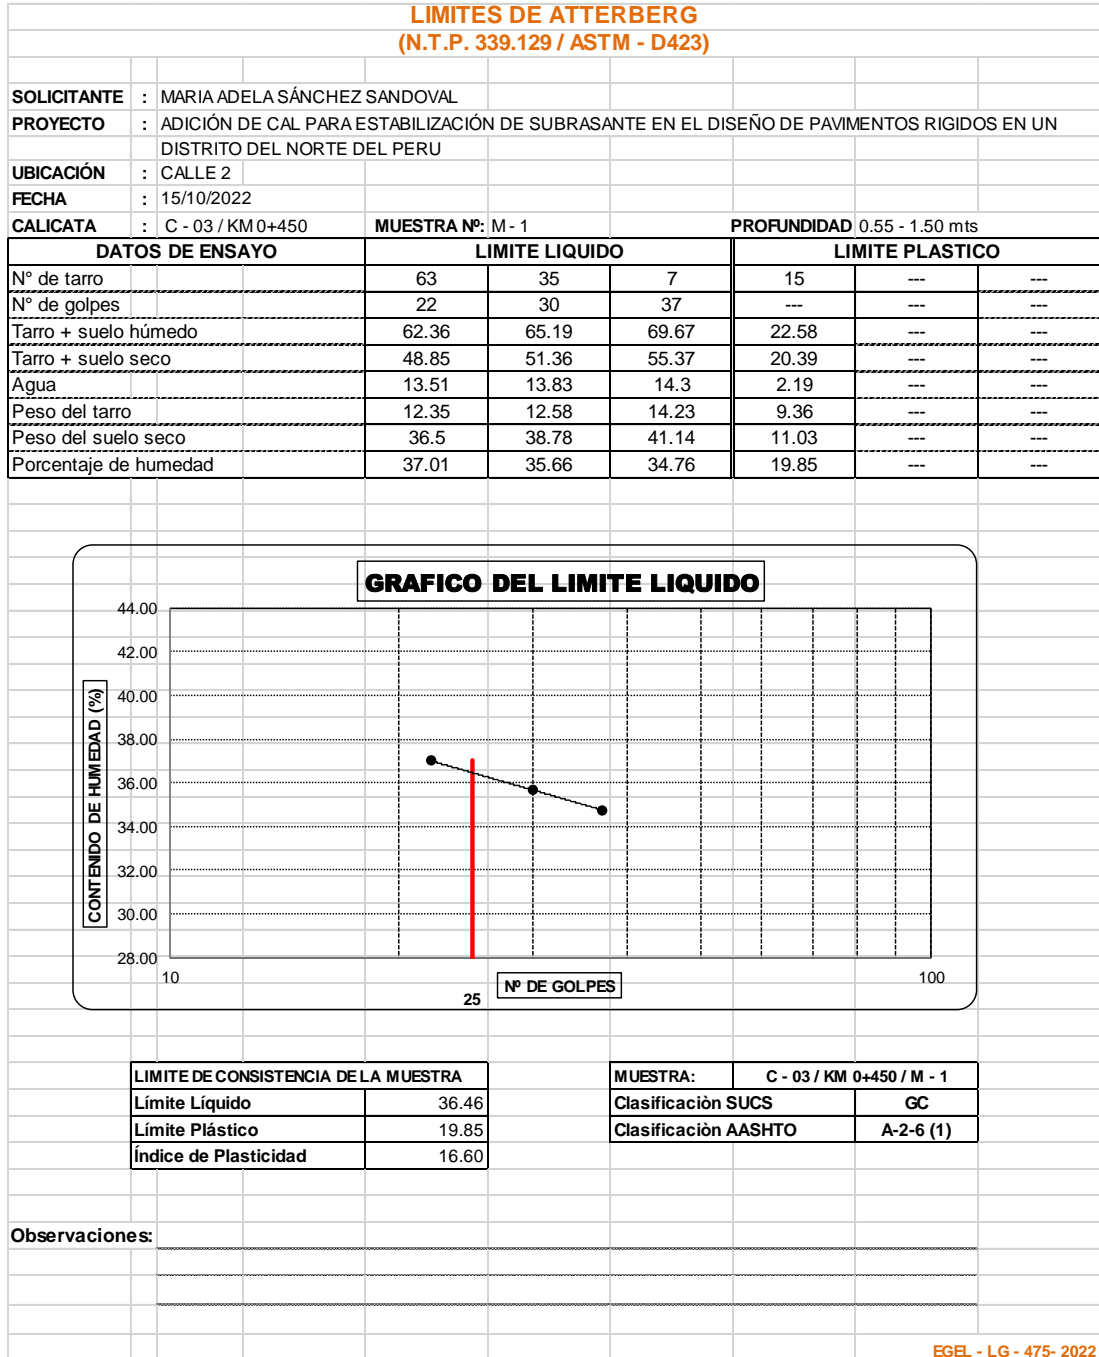 LIMITES DE ATTERBERG
(N.T.P. 339.129 / ASTM - D423)
SOLICITANTE : MARIA ADELA SÁNCHEZ SANDOVAL
PROYECTO : ADICIÓN DE CAL PARA ESTABILIZACIÓN DE SUBRASANTE EN EL DISEÑO DE PAVIMENTOS RIGIDOS EN UN
DISTRITO DEL NORTE DEL PERU
UBICACIÓN : CALLE 2
FECHA : 15/10/2022
CALICATA : C - 03 / KM 0+450 MUESTRA Nº: M - 1 PROFUNDIDAD 0.55 - 1.50 mts
DATOS DE ENSAYO LIMITE LIQUIDO LIMITE PLASTICO
N° de tarro 63 35 7 15 --- ---
N° de golpes 22 30 37 --- --- ---
Tarro + suelo húmedo 62.36 65.19 69.67 22.58 --- ---
Tarro + suelo seco 48.85 51.36 55.37 20.39 --- ---
Agua 13.51 13.83 14.3 2.19 --- ---
Peso del tarro 12.35 12.58 14.23 9.36 --- ---
Peso del suelo seco 36.5 38.78 41.14 11.03 --- ---
Porcentaje de humedad 37.01 35.66 34.76 19.85 --- ---
GRAFICO DEL LIMITE LIQUIDO
CONTENIDO DE HUMEDAD (%)
44.00
42.00
40.00
38.00
36.00
34.00
32.00
30.00
28.00
10 100
25 Nº DE GOLPES
LIMITE DE CONSISTENCIA DE LA MUESTRA
Límite Líquido 36.46
Límite Plástico 19.85
Índice de Plasticidad 16.60
MUESTRA: C - 03 / KM 0+450 / M - 1
Clasificaciòn SUCS GC
Clasificaciòn AASHTO A-2-6 (1)
Observaciones:
EGEL - LG - 475- 2022